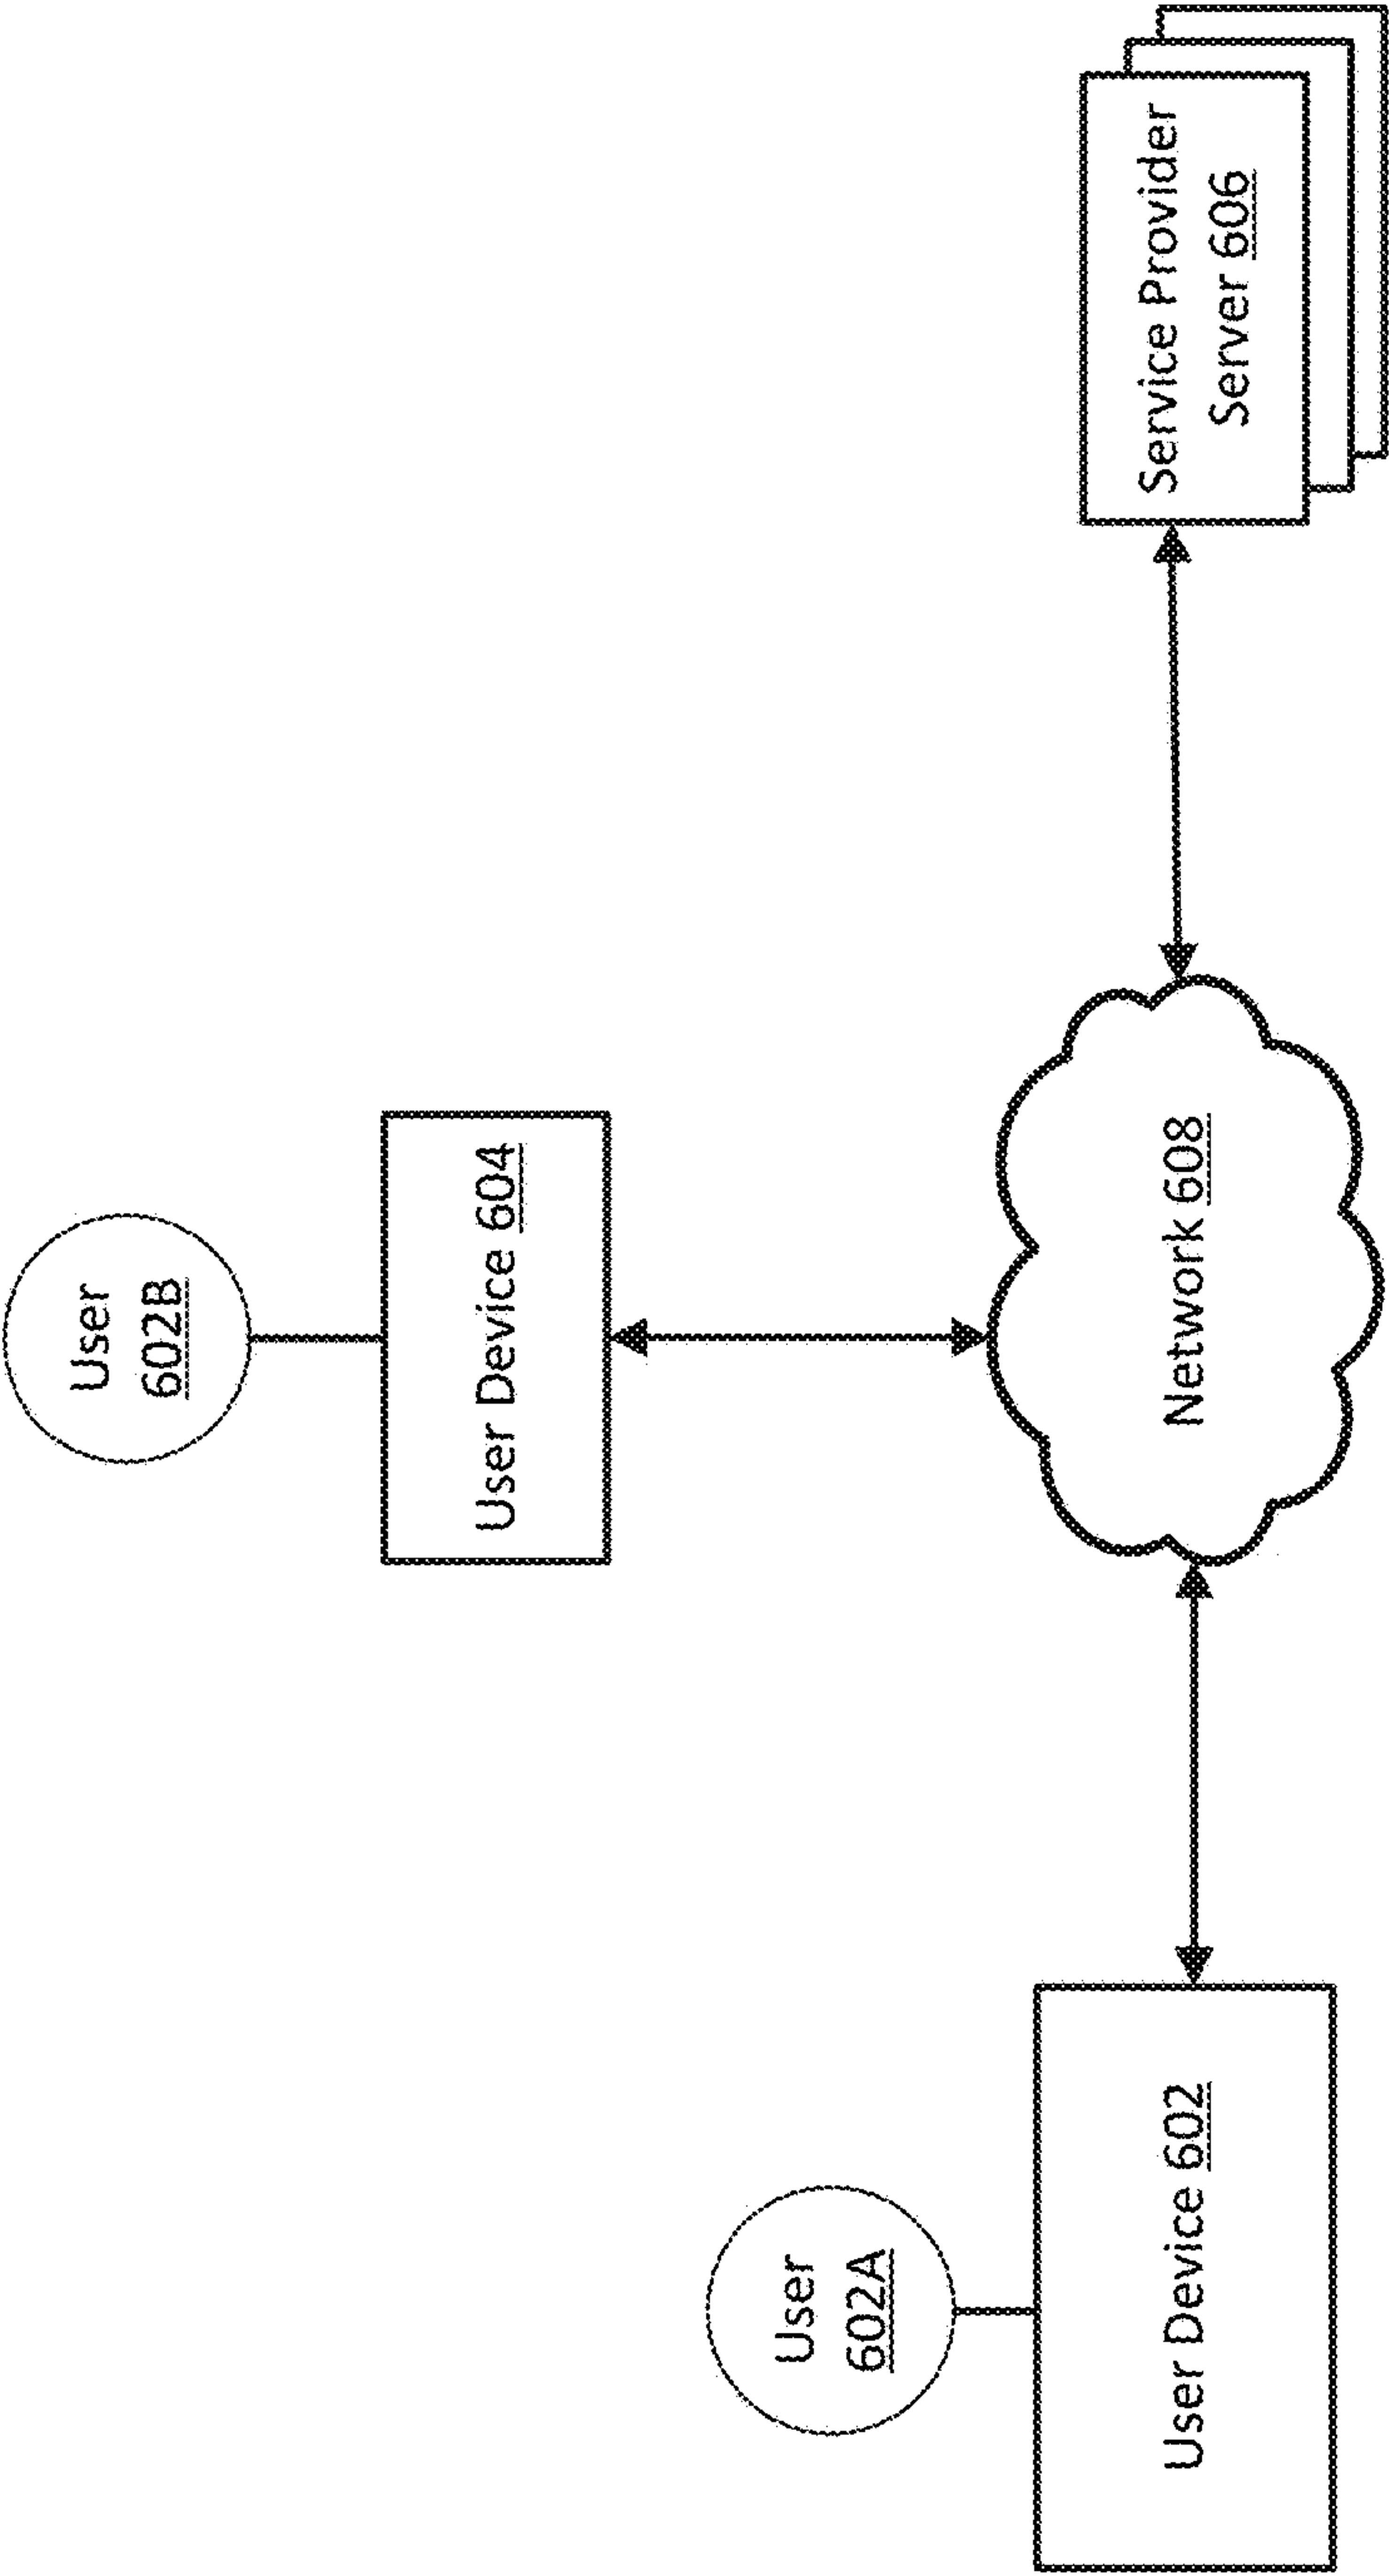 User
602B
User Device 604
User
602A
User Device 602
Network 608
Service Provider
Server 606